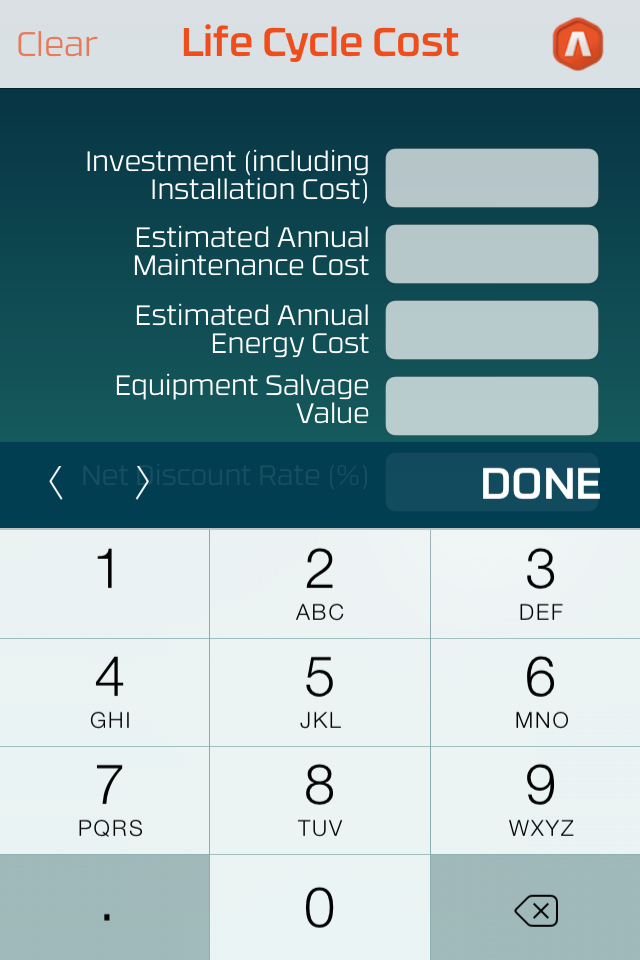 Clear
Life Cycle Cost
Investment (including
Installation Cost)
Estimated Annual
Maintenance Cost
Estimated Annual
Energy Cost
Equipment Salvage
Value
Net Discount Rate (%)
DONE
1
2
3
ABC
DEF
4
5
6
GHI
JKL
MNO
7
8
9
PQRS
TUV
WXYZ
.
0